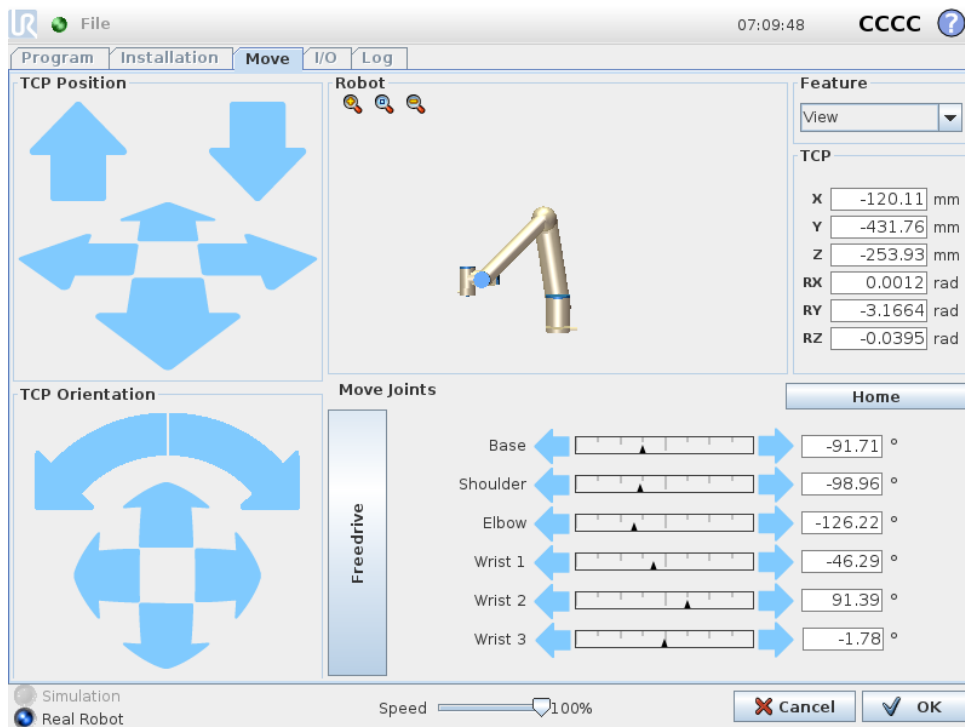 UR File 07:09:48 CCCC ?
Program Installation Move I/O Log
TCP Position
Robot
Feature
View
TCP
X -120.11 mm
Y -431.76 mm
Z -253.93 mm
RX 0.0012 rad
RY -3.1664 rad
RZ -0.0395 rad
TCP Orientation
Move Joints
Home
Freedrive
Base -91.71 °
Shoulder -98.96 °
Elbow -126.22 °
Wrist 1 -46.29 °
Wrist 2 91.39 °
Wrist 3 -1.78 °
Simulation
Real Robot
Speed 100%
Cancel
OK